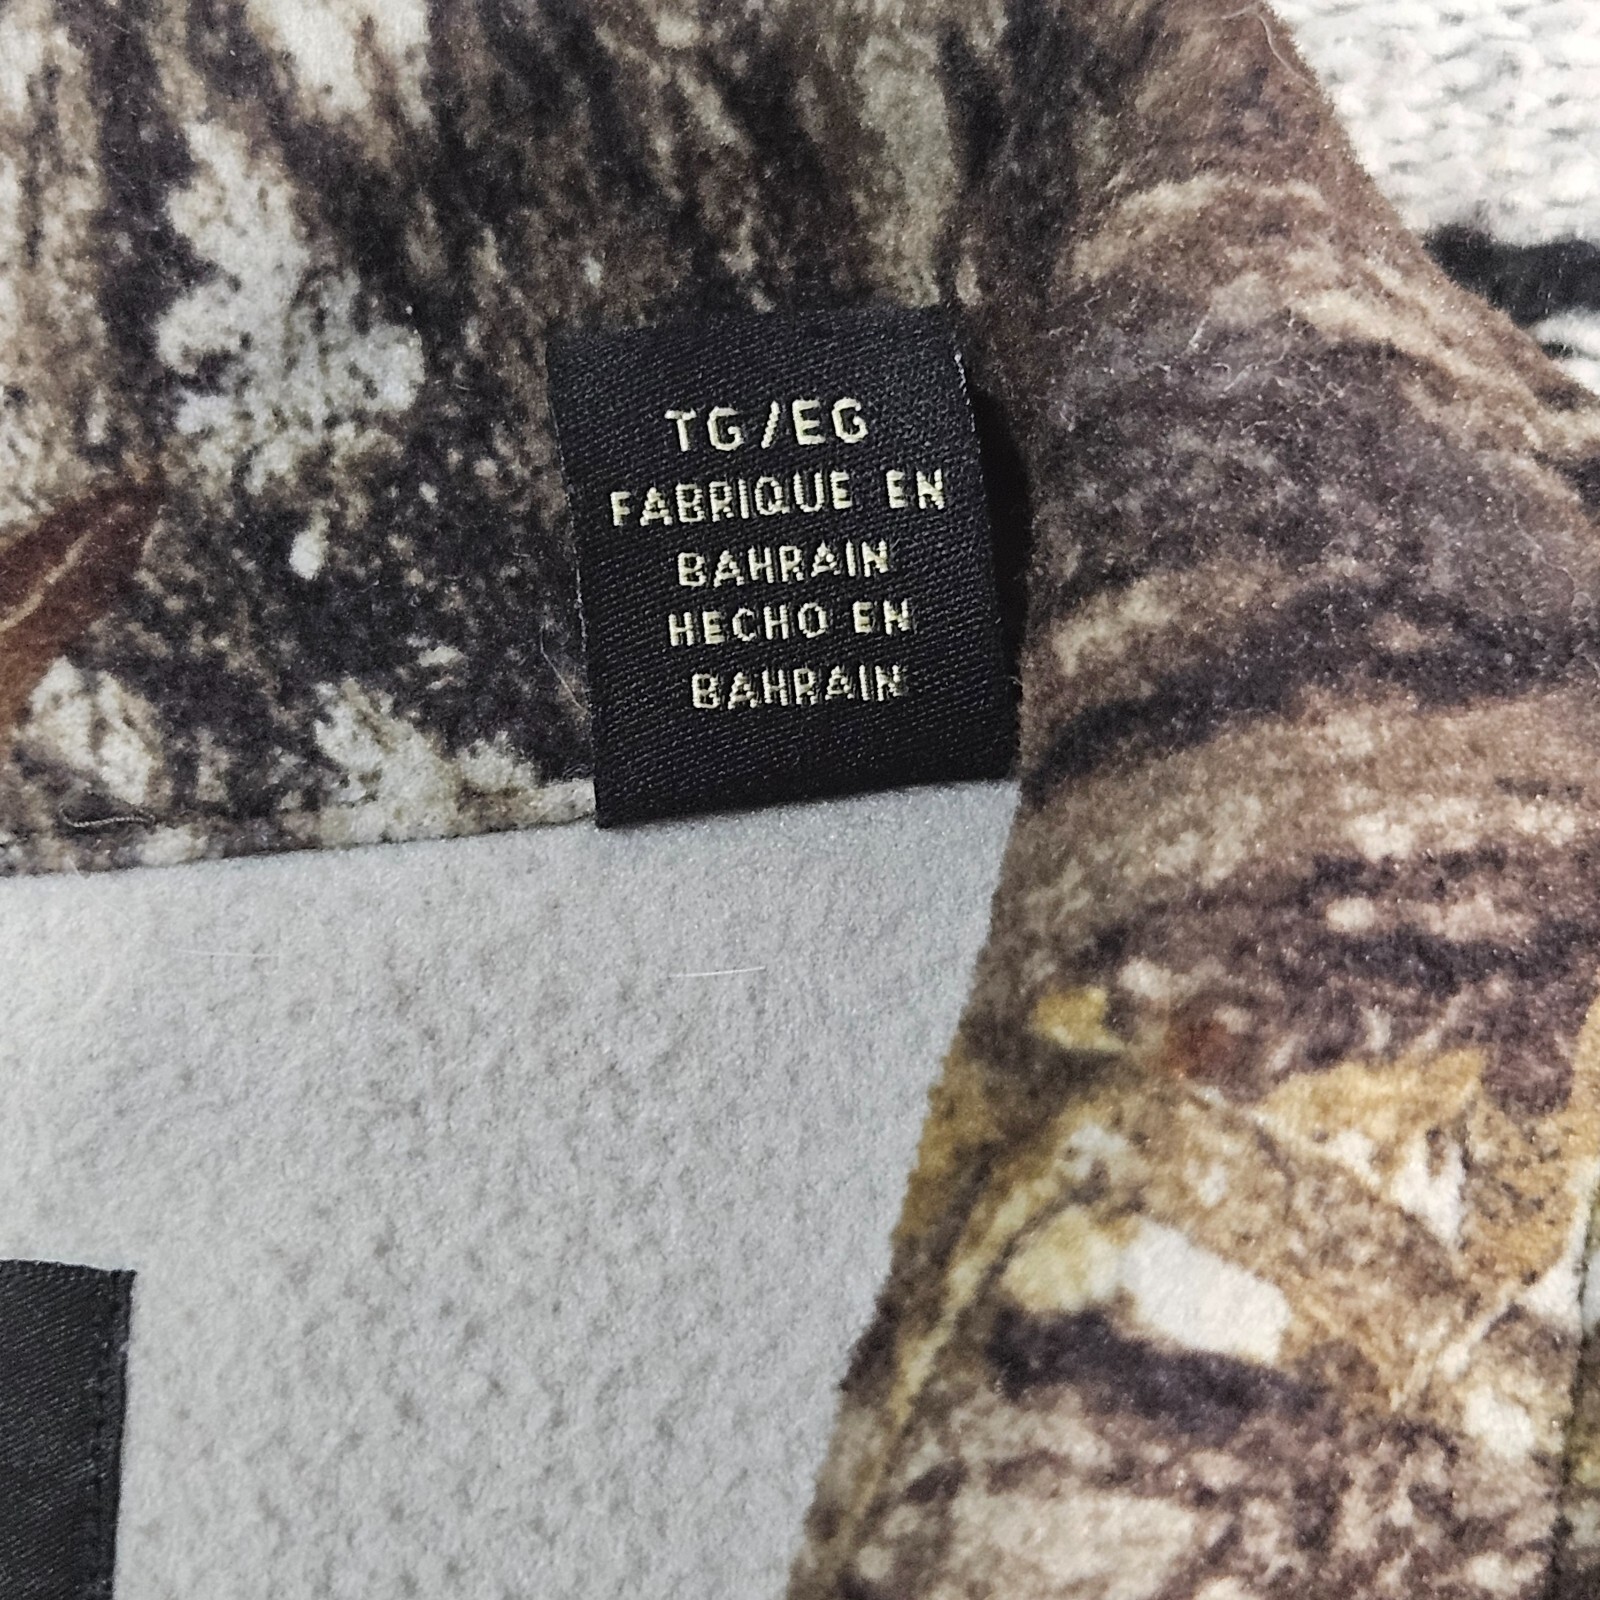 TG/EG
FABRIQUE EN
BAHRAIN
HECHO EN
BAHRAIN